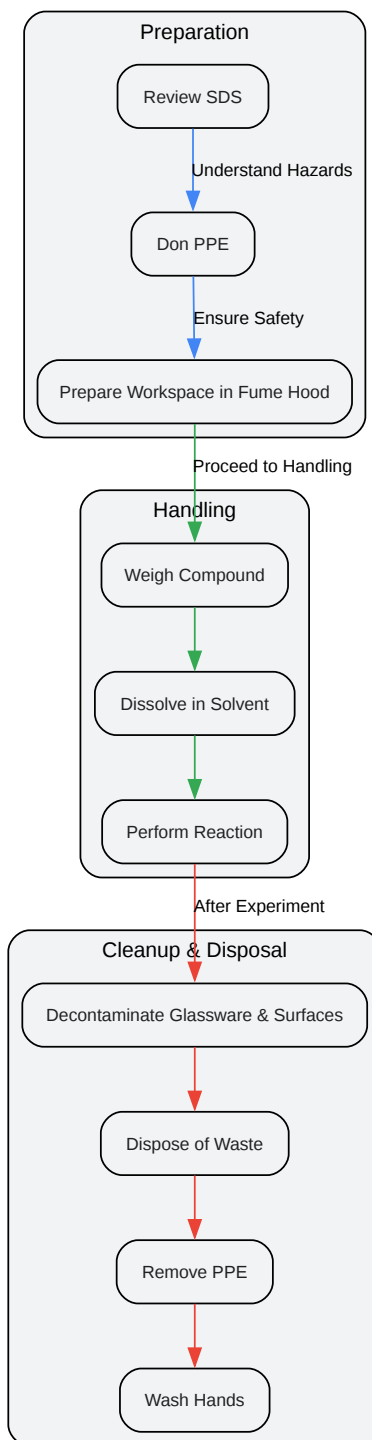 Preparation
Review SDS
Understand Hazards
Don PPE
Ensure Safety
Prepare Workspace in Fume Hood
Proceed to Handling
Handling
Weigh Compound
Dissolve in Solvent
Perform Reaction
After Experiment
Cleanup & Disposal
Decontaminate Glassware & Surfaces
Dispose of Waste
Remove PPE
Wash Hands